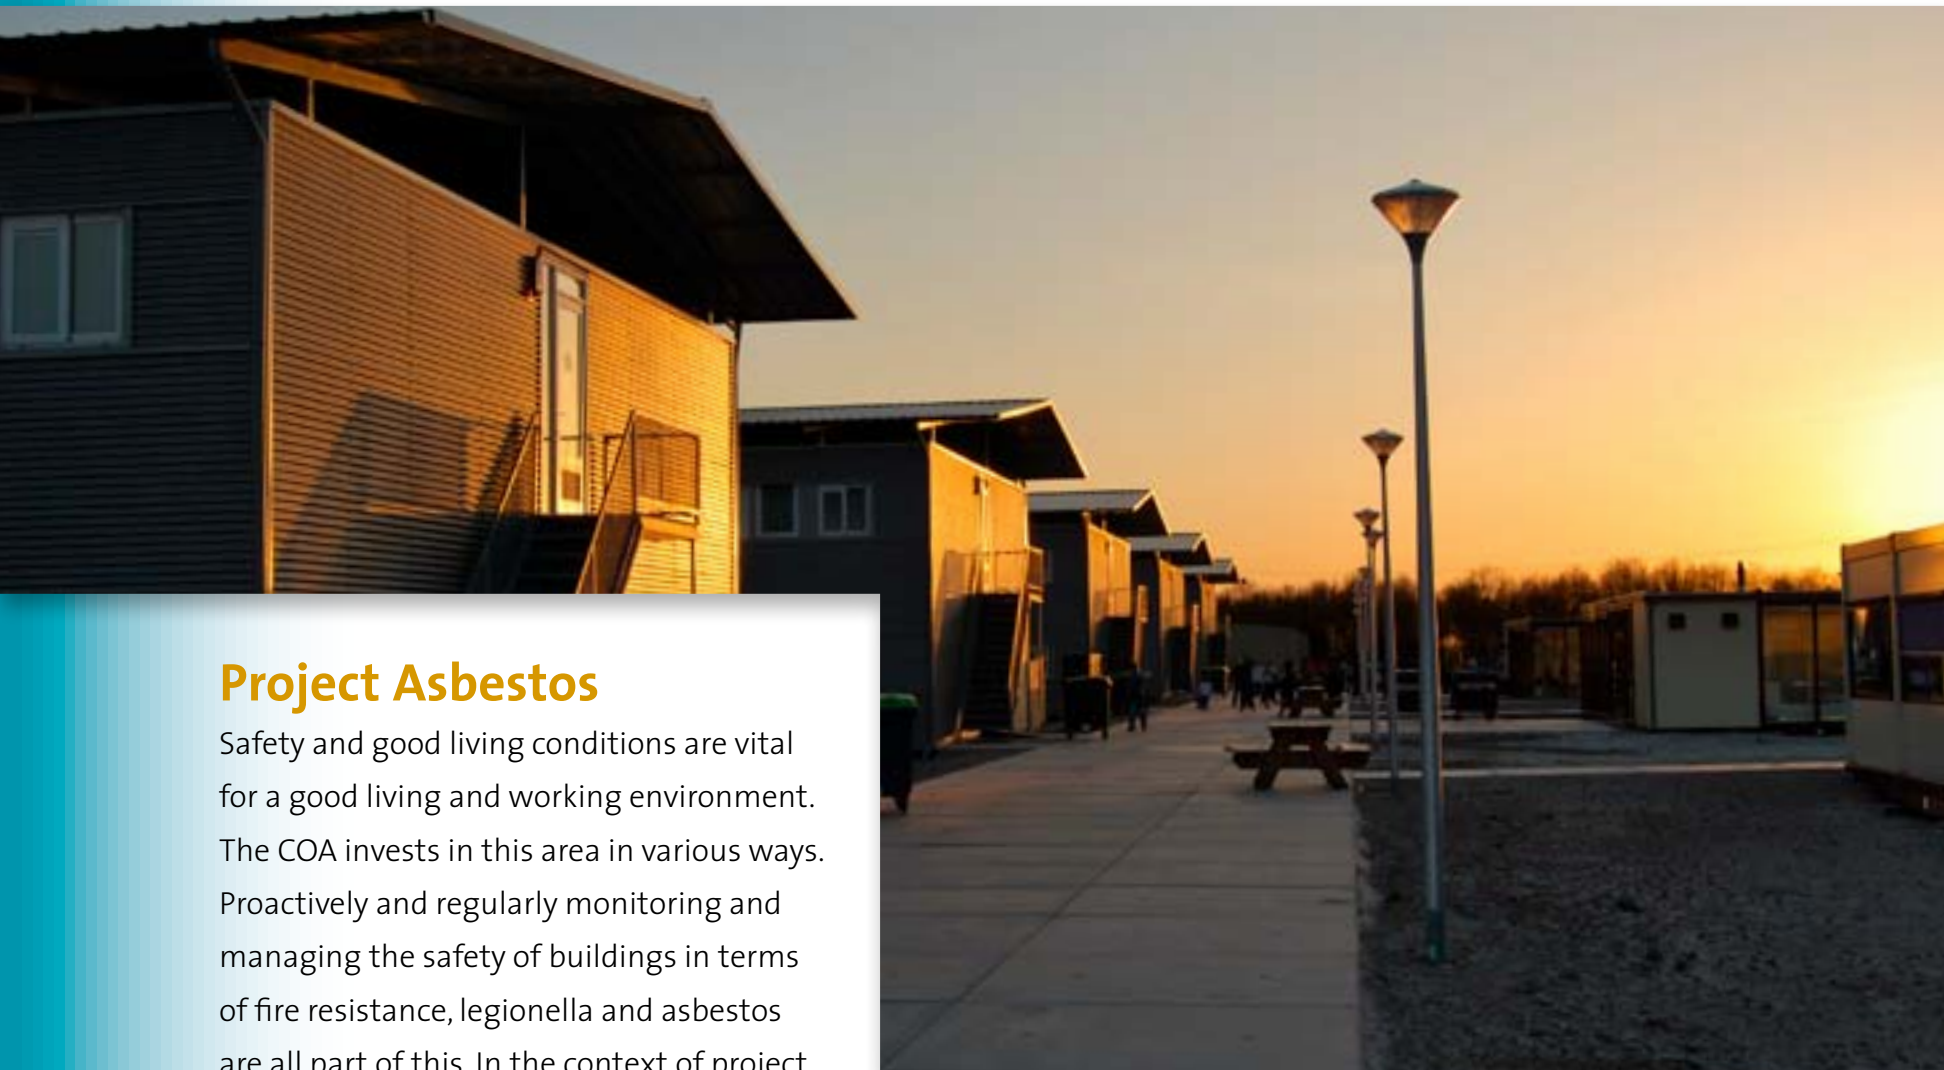 Project Asbestos
Safety and good living conditions are vital
for a good living and working environment.
The COA invests in this area in various ways.
Proactively and regularly monitoring and
managing the safety of buildings in terms
of fire resistance, legionella and asbestos
are all part of this. In the context of project